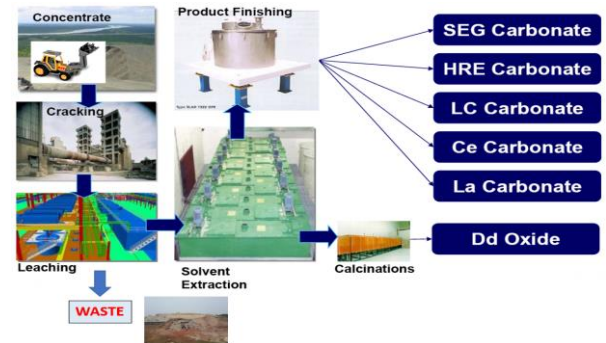 Concentrate
Product Finishing
Cracking
Leaching
Solvent
Extraction
Calcinations
WASTE
SEG Carbonate
HRE Carbonate
LC Carbonate
Ce Carbonate
La Carbonate
Dd Oxide